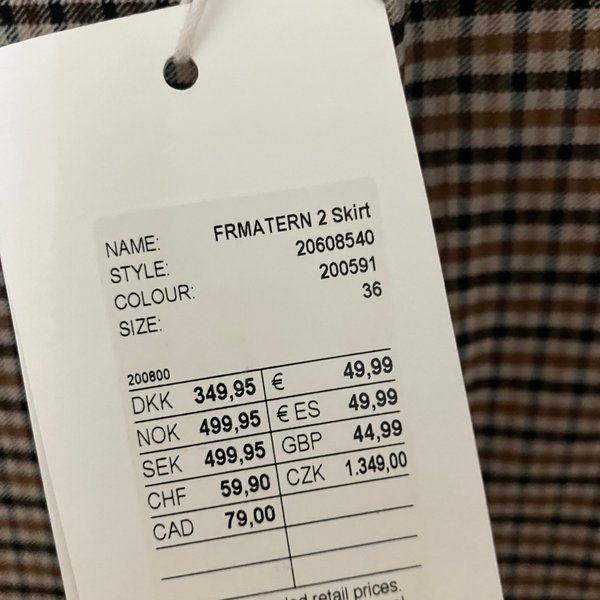 NAME: FRMATERN 2 Skirt
STYLE: 20608540
COLOUR: 200591
SIZE: 36
200800
DKK 349,95 € 49,99
NOK 499,95 € ES 49,99
SEK 499,95 GBP 44,99
CHF 59,90 CZK 1.349,00
CAD 79,00
retail prices.